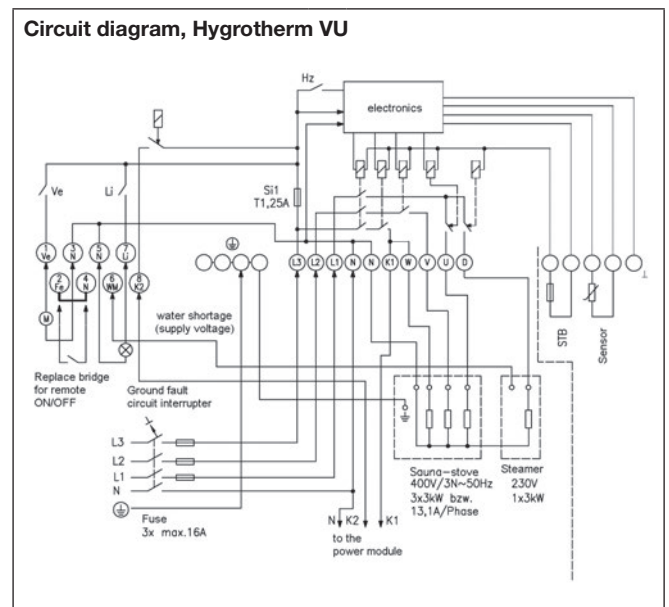 Circuit diagram, Hygrotherm VU
Hz
electronics
Ve
Li
Si1
T1,25A
1
Ve
3
N
5
N
7
Li
2
Fe
4
N
6
WM
8
K2
L3
L2
L1
N
N
K1
W
V
U
D
M
water shortage
(supply voltage)
STB
Sensor
Replace bridge
for remote
ON/OFF
Ground fault
circuit interrupter
L3
L2
L1
N
Fuse
3x max.16A
Sauna-stove
400V/3N~50Hz
3x3kW bzw.
13,1A/Phase
Steamer
230V
1x3kW
N K2 K1
to the
power module